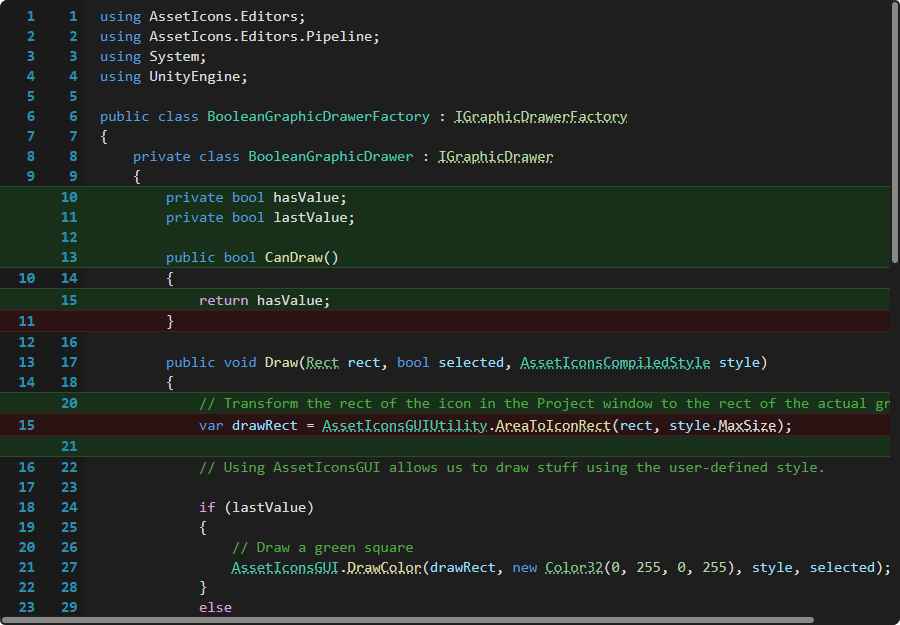 1 1 using AssetIcons.Editors;
2 2 using AssetIcons.Editors.Pipeline;
3 3 using System;
4 4 using UnityEngine;
5 5
6 6 public class BooleanGraphicDrawerFactory : IGraphicDrawerFactory
7 7 {
8 8 private class BooleanGraphicDrawer : IGraphicDrawer
9 9 {
10 private bool hasValue;
11 private bool lastValue;
12
13 public bool CanDraw()
10 14 {
15 return hasValue;
11 }
12 16
13 17 public void Draw(Rect rect, bool selected, AssetIconsCompiledStyle style)
14 18 {
20 // Transform the rect of the icon in the Project window to the rect of the actual gr
15 var drawRect = AssetIconsGUIUtility.AreaToIconRect(rect, style.MaxSize);
21
16 22 // Using AssetIconsGUI allows us to draw stuff using the user-defined style.
17 23
18 24 if (lastValue)
19 25 {
20 26 // Draw a green square
21 27 AssetIconsGUI.DrawColor(drawRect, new Color32(0, 255, 0, 255), style, selected);
22 28 }
23 29 else